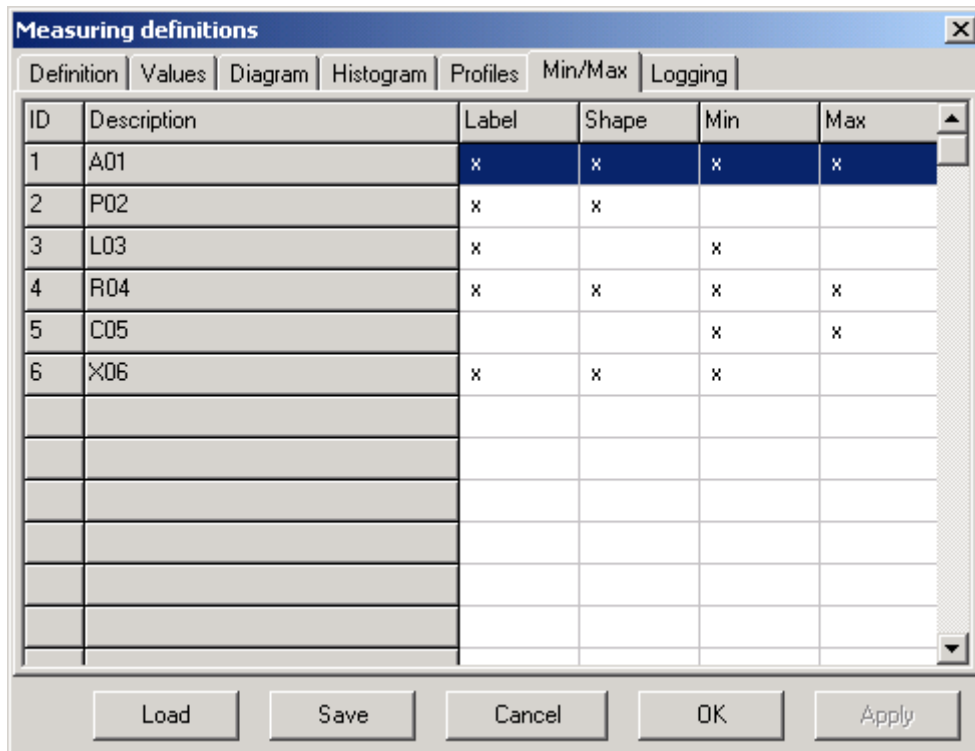 Measuring definitions
Definition Values Diagram Histogram Profiles Min/Max Logging
ID Description Label Shape Min Max
1 A01 x x x x
2 P02 x x
3 L03 x x
4 R04 x x x x
5 C05 x x
6 X06 x x x
Load Save Cancel OK Apply